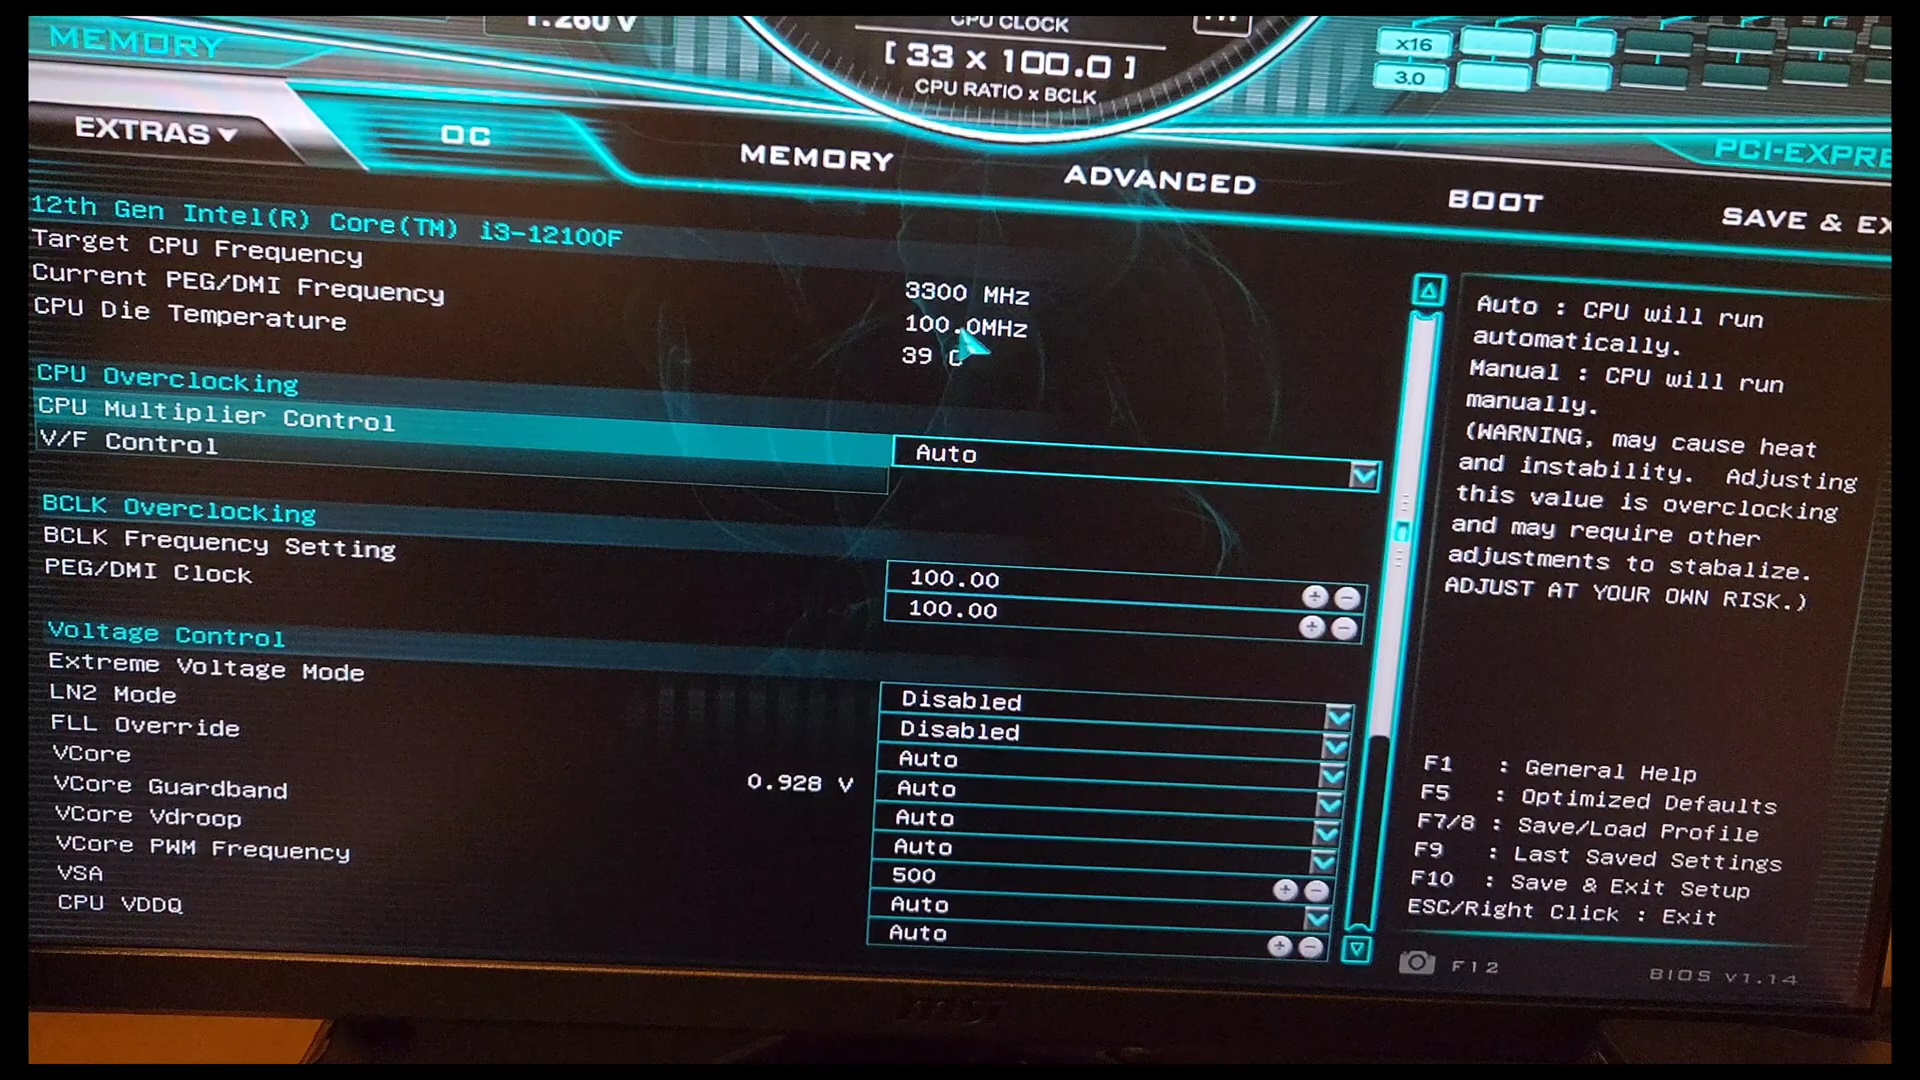 MEMORY
1.260 V
CPU CLOCK
[ 33 x 100.0 ]
CPU RATIO x BCLK
x16
3.0
PCI-EXPRE
EXTRAS
OC
MEMORY
ADVANCED
BOOT
SAVE & EX
12th Gen Intel(R) Core(TM) i3-12100F
Target CPU Frequency 3300 MHz
Current PEG/DMI Frequency 100.0MHz
CPU Die Temperature 39 C
CPU Overclocking
CPU Multiplier Control Auto
V/F Control
BCLK Overclocking
BCLK Frequency Setting 100.00
PEG/DMI Clock 100.00
Voltage Control
Extreme Voltage Mode Disabled
LN2 Mode Disabled
FLL Override Auto
VCore 0.928 V Auto
VCore Guardband Auto
VCore Vdroop Auto
VCore PWM Frequency 500
VSA Auto
CPU VDDQ Auto
Auto : CPU will run
automatically.
Manual : CPU will run
manually.
(WARNING, may cause heat
and instability. Adjusting
this value is overclocking
and may require other
adjustments to stabalize.
ADJUST AT YOUR OWN RISK.)
F1 : General Help
F5 : Optimized Defaults
F7/8 : Save/Load Profile
F9 : Last Saved Settings
F10 : Save & Exit Setup
ESC/Right Click : Exit
F12
BIOS v1.14
msi